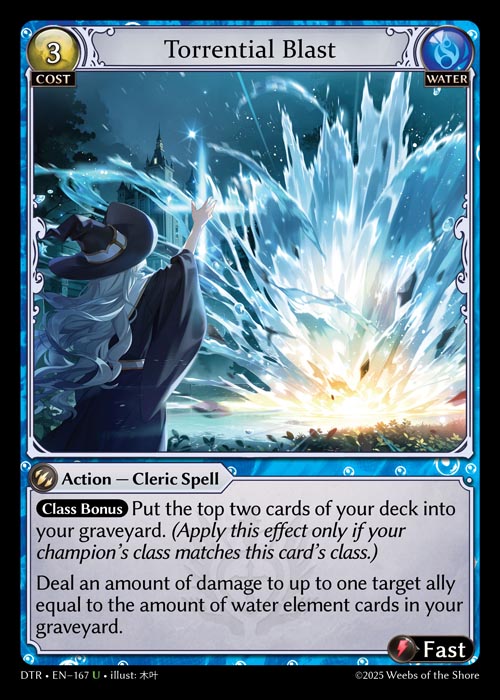 3
COST
Torrential Blast
WATER
Action — Cleric Spell
Class Bonus Put the top two cards of your deck into
your graveyard. (Apply this effect only if your
champion's class matches this card's class.)
Deal an amount of damage to up to one target ally
equal to the amount of water element cards in your
graveyard.
Fast
DTR • EN–167 U • illust: 木叶
©2025 Weebs of the Shore